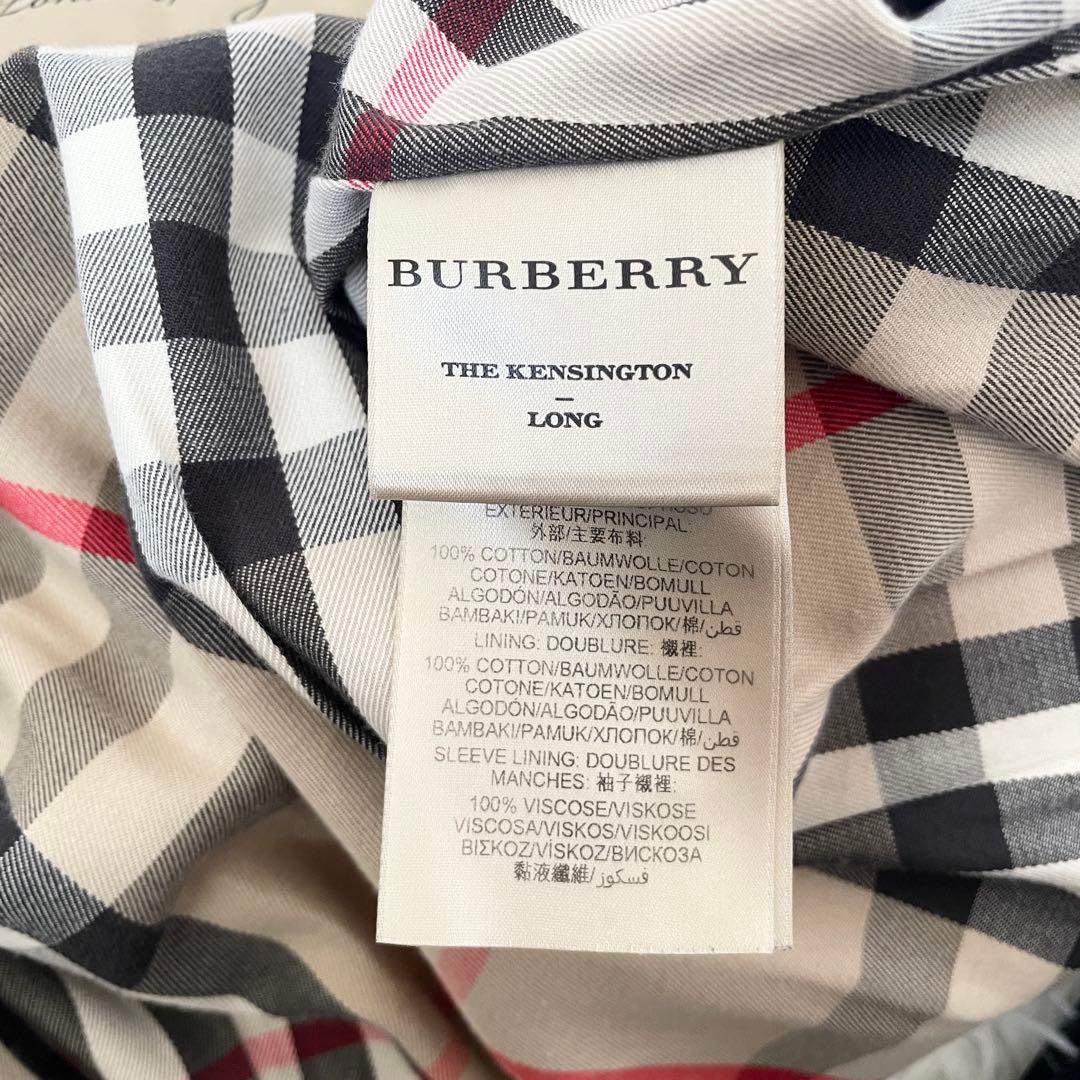 BURBERRY
THE KENSINGTON
–
LONG
EXTERIEUR/PRINCIPAL:
外部/主要布料:
100% COTTON/BAUMWOLLE/COTON
COTONE/KATOEN/BOMULL
ALGODÓN/ALGODÃO/PUUVILLA
BAMBAKI/PAMUK/ХЛОПОК/棉/قطن
LINING: DOUBLURE: 襯裡:
100% COTTON/BAUMWOLLE/COTON
COTONE/KATOEN/BOMULL
ALGODÓN/ALGODÃO/PUUVILLA
BAMBAKI/PAMUK/ХЛОПОК/棉/قطن
SLEEVE LINING: DOUBLURE DES
MANCHES: 袖子襯裡:
100% VISCOSE/VISKOSE
VISCOSA/VISKOS/VISKOOSI
ΒΙΣΚΟΖ/VİSKOZ/ВИСКОЗА
黏液纖維/فسكوز